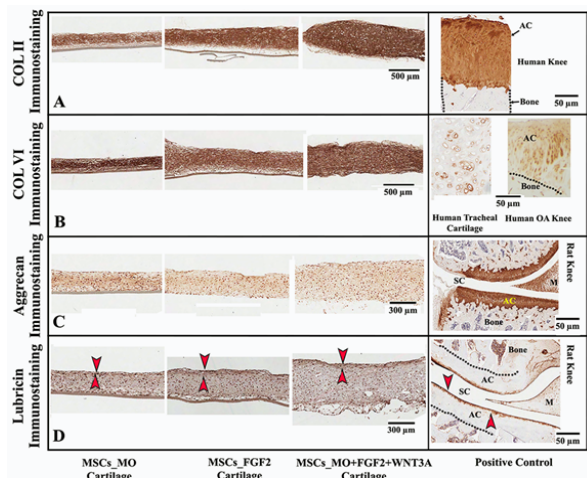 COL II
Immunostaining
A
500 µm
AC
Human Knee
50 µm
Bone
COL VI
Immunostaining
B
500 µm
AC
Bone
50 µm
Human Tracheal
Cartilage
Human OA Knee
Aggrecan
Immunostaining
C
300 µm
SC
M
AC
Bone
Rat Knee
50 µm
Lubricin
Immunostaining
D
300 µm
Bone
AC
SC
M
AC
Rat Knee
50 µm
MSCs_MO
Cartilage
MSCs_FGF2
Cartilage
MSCs_MO+FGF2+WNT3A
Cartilage
Positive Control